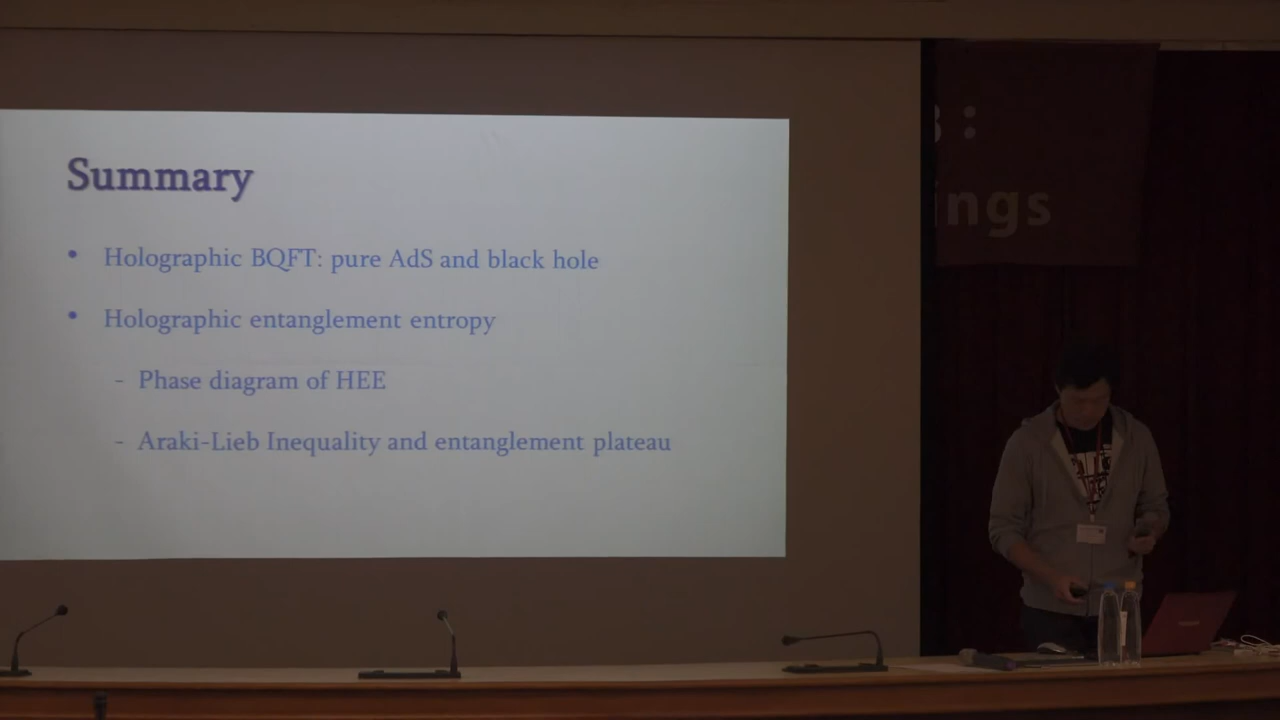 Summary
• Holographic BQFT: pure AdS and black hole
• Holographic entanglement entropy
- Phase diagram of HEE
- Araki-Lieb Inequality and entanglement plateau
:
ngs